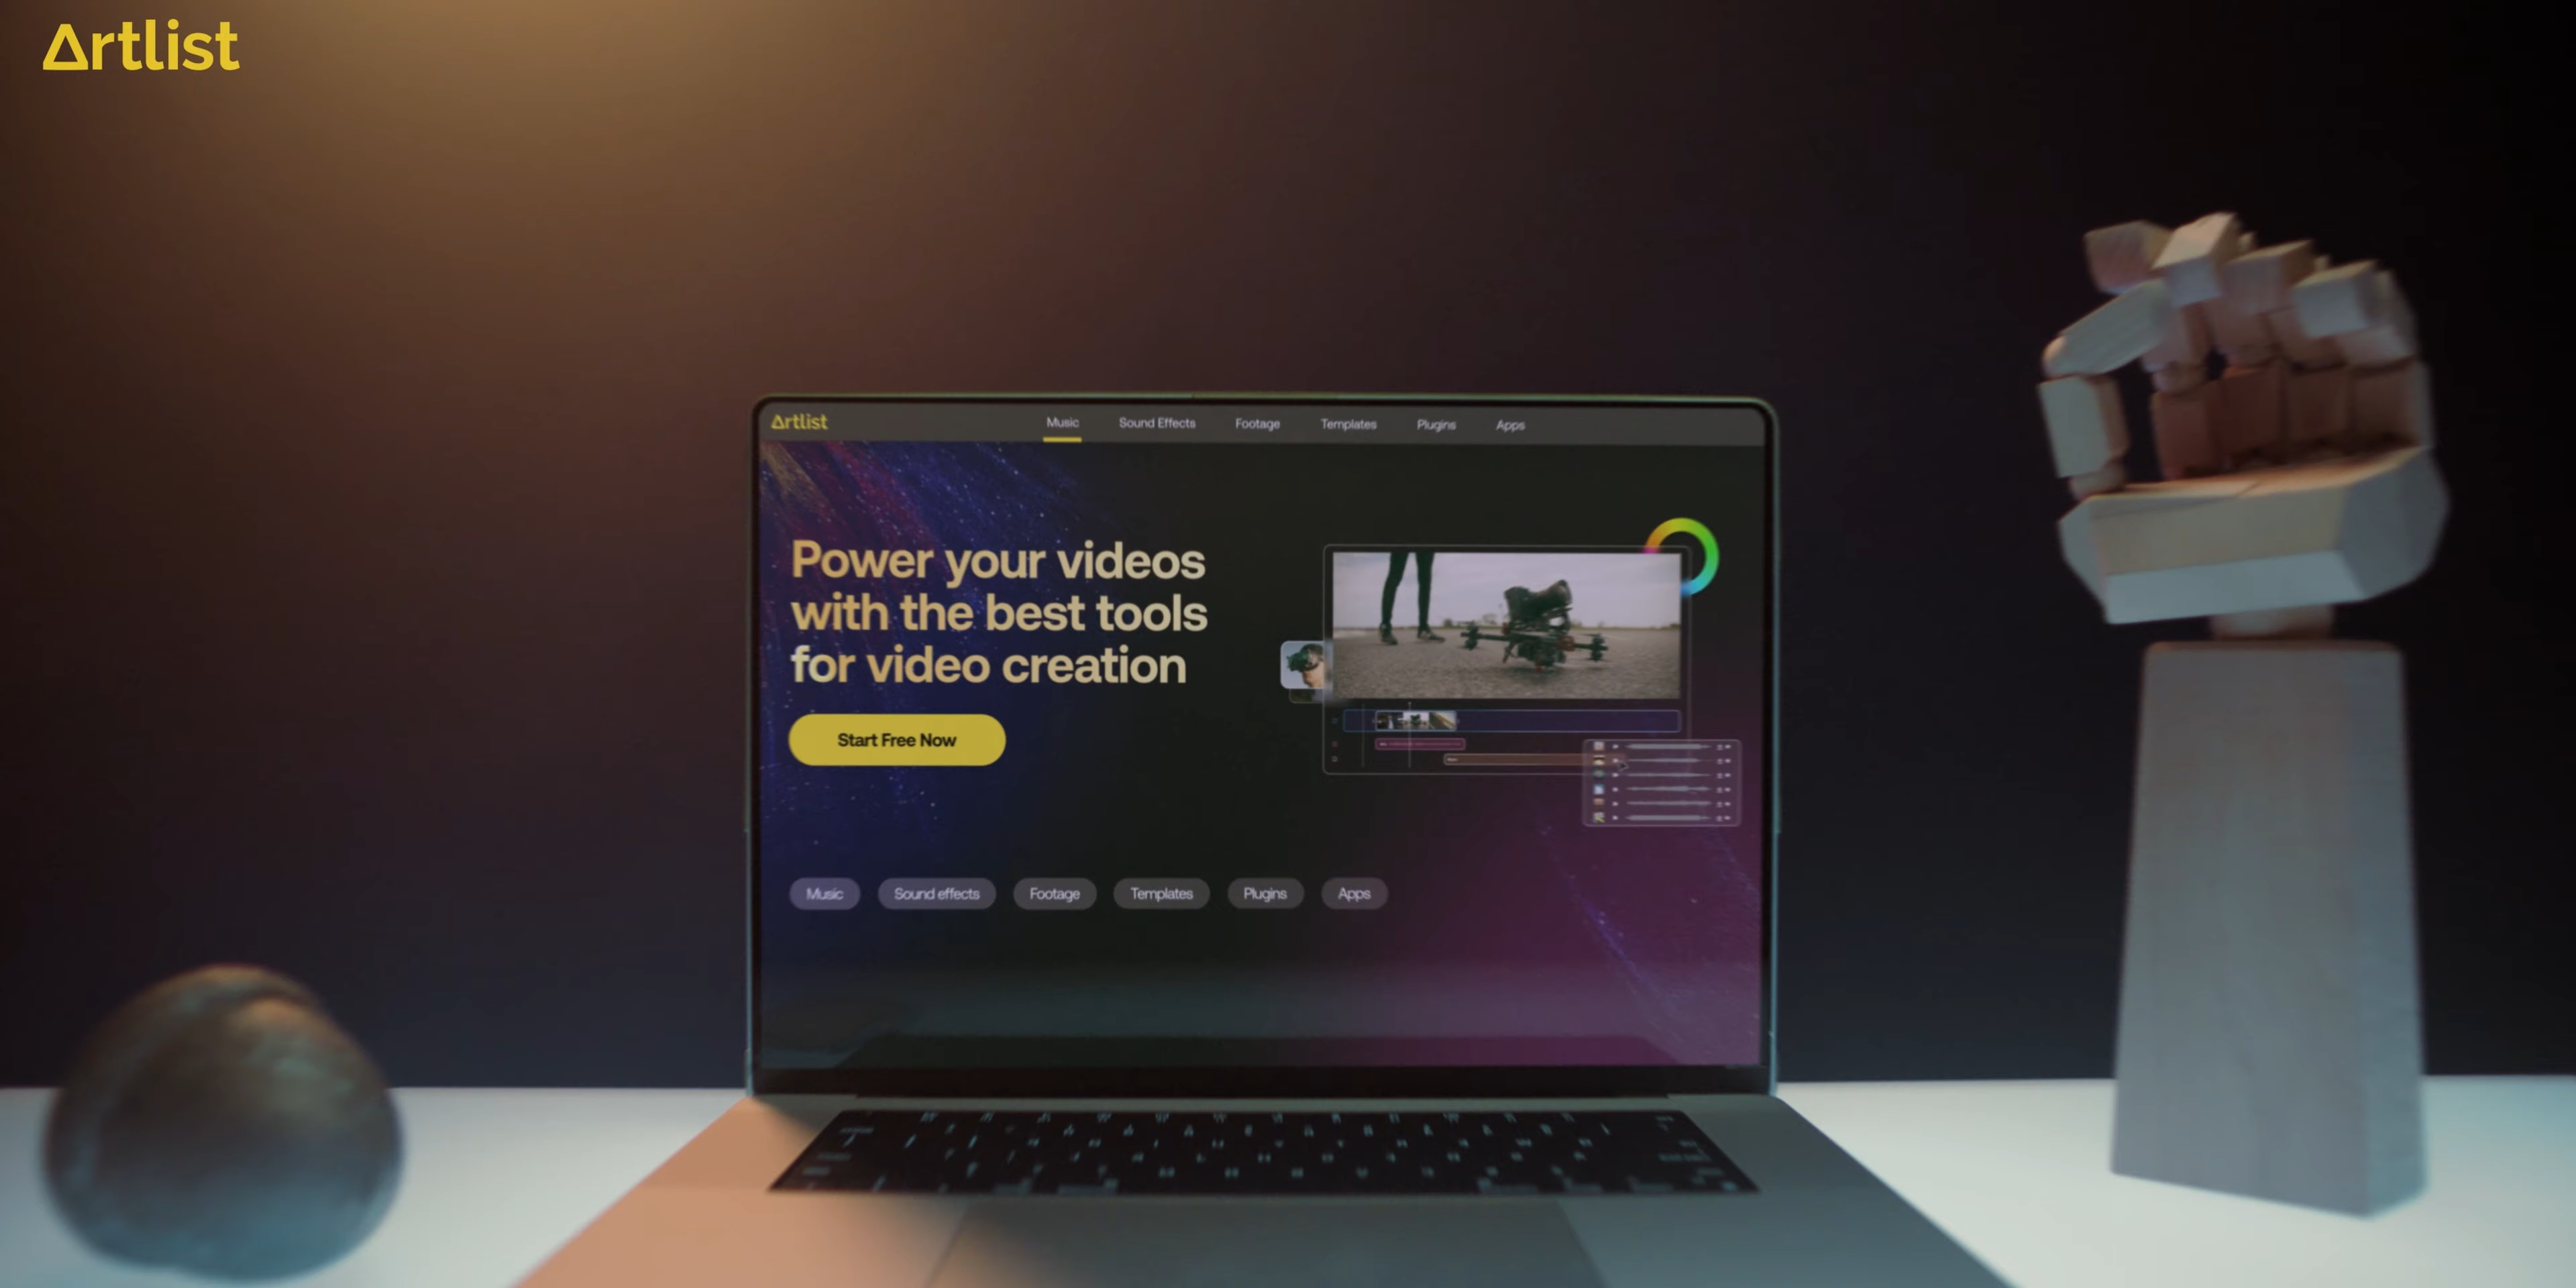 Artlist
Artlist
Music
Sound Effects
Footage
Templates
Plugins
Apps
Power your videos
with the best tools
for video creation
Start Free Now
Music
Sound effects
Footage
Templates
Plugins
Apps